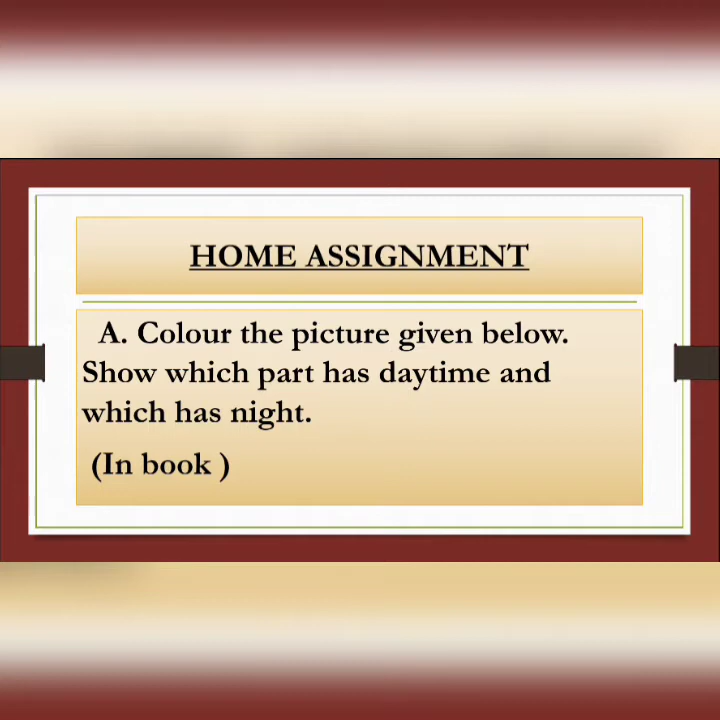 HOME ASSIGNMENT
A. Colour the picture given below.
Show which part has daytime and
which has night.
(In book )